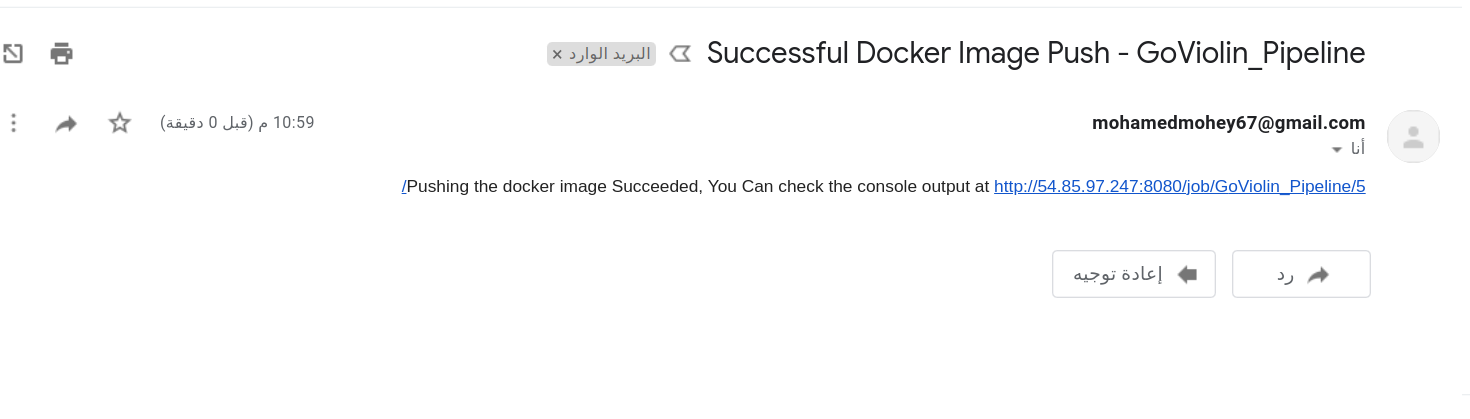 Successful Docker Image Push - GoViolin_Pipeline البريد الوارد ×
mohamedmohey67@gmail.com 10:59 م (قبل 0 دقيقة)
أنا
/Pushing the docker image Succeeded, You Can check the console output at http://54.85.97.247:8080/job/GoViolin_Pipeline/5
رد إعادة توجيه